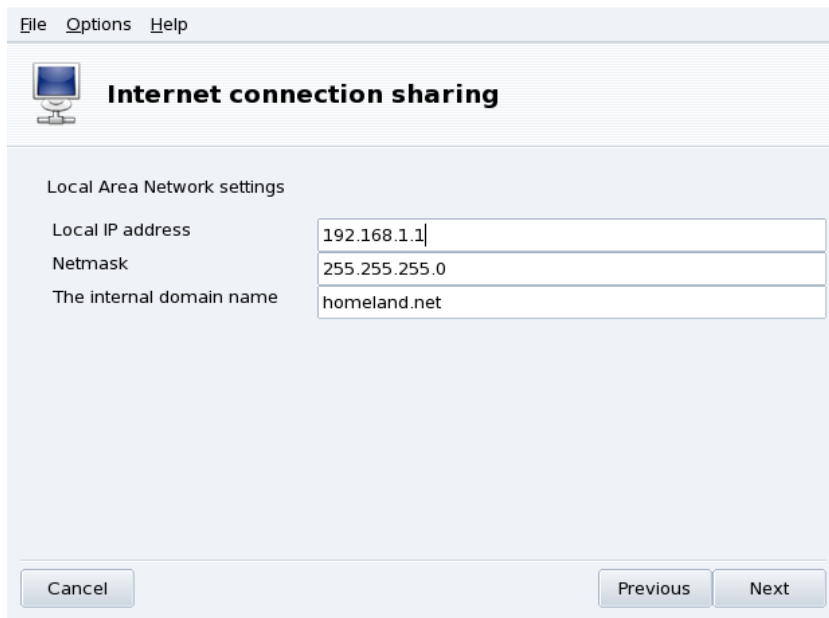 File Options Help
Internet connection sharing
Local Area Network settings
Local IP address 192.168.1.1
Netmask 255.255.255.0
The internal domain name homeland.net
Cancel Previous Next